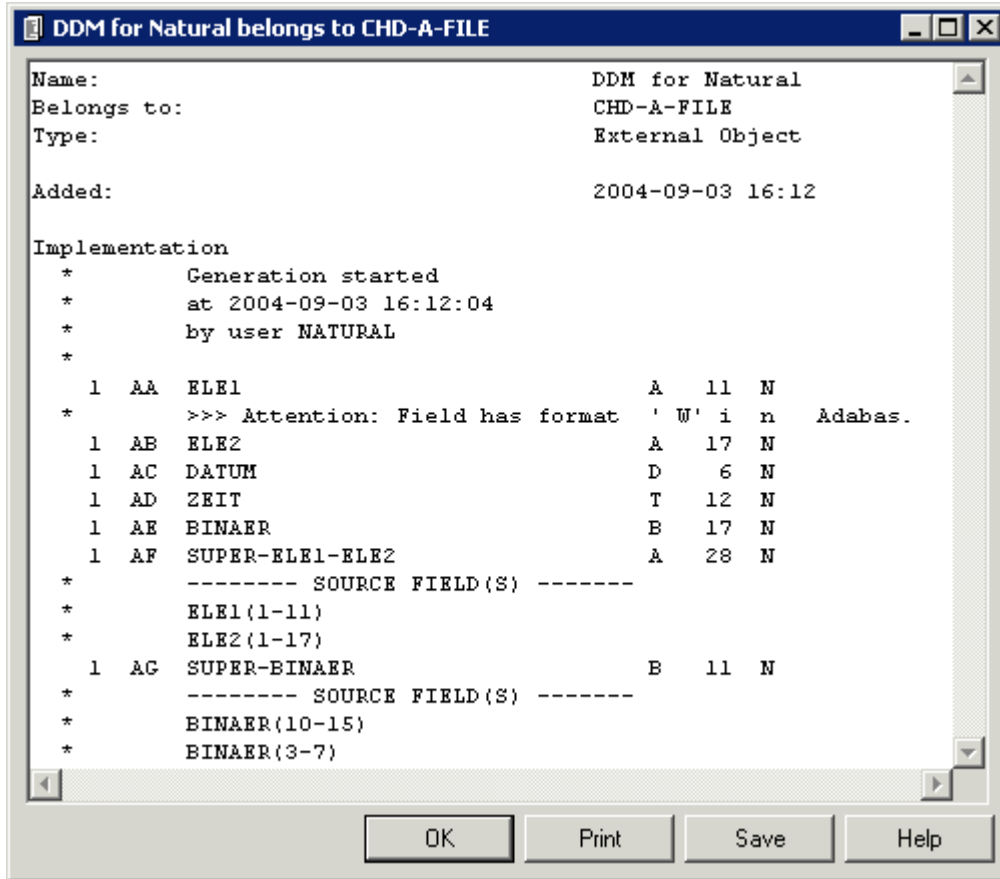 DDM for Natural belongs to CHD-A-FILE
Name: DDM for Natural
Belongs to: CHD-A-FILE
Type: External Object
Added: 2004-09-03 16:12
Implementation
* Generation started
* at 2004-09-03 16:12:04
* by user NATURAL
*
1 AA ELE1 A 11 N
* >>> Attention: Field has format ' W' i n Adabas.
1 AB ELE2 A 17 N
1 AC DATUM D 6 N
1 AD ZEIT T 12 N
1 AE BINAER B 17 N
1 AF SUPER-ELE1-ELE2 A 28 N
* -------- SOURCE FIELD(S) -------
* ELE1(1-11)
* ELE2(1-17)
1 AG SUPER-BINAER B 11 N
* -------- SOURCE FIELD(S) -------
* BINAER(10-15)
* BINAER(3-7)
OK Print Save Help